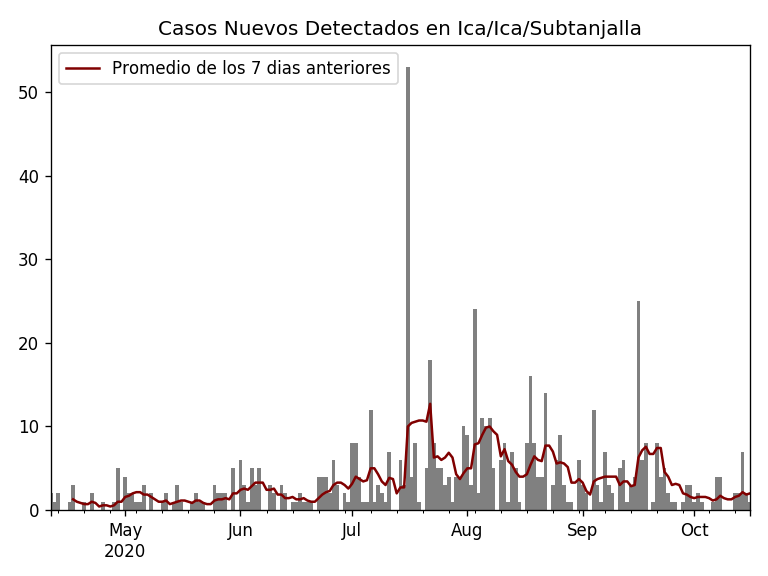 Casos Nuevos Detectados en Ica/Ica/Subtanjalla
Promedio de los 7 dias anteriores
50
40
30
20
10
0
May Jun Jul Aug Sep Oct
2020